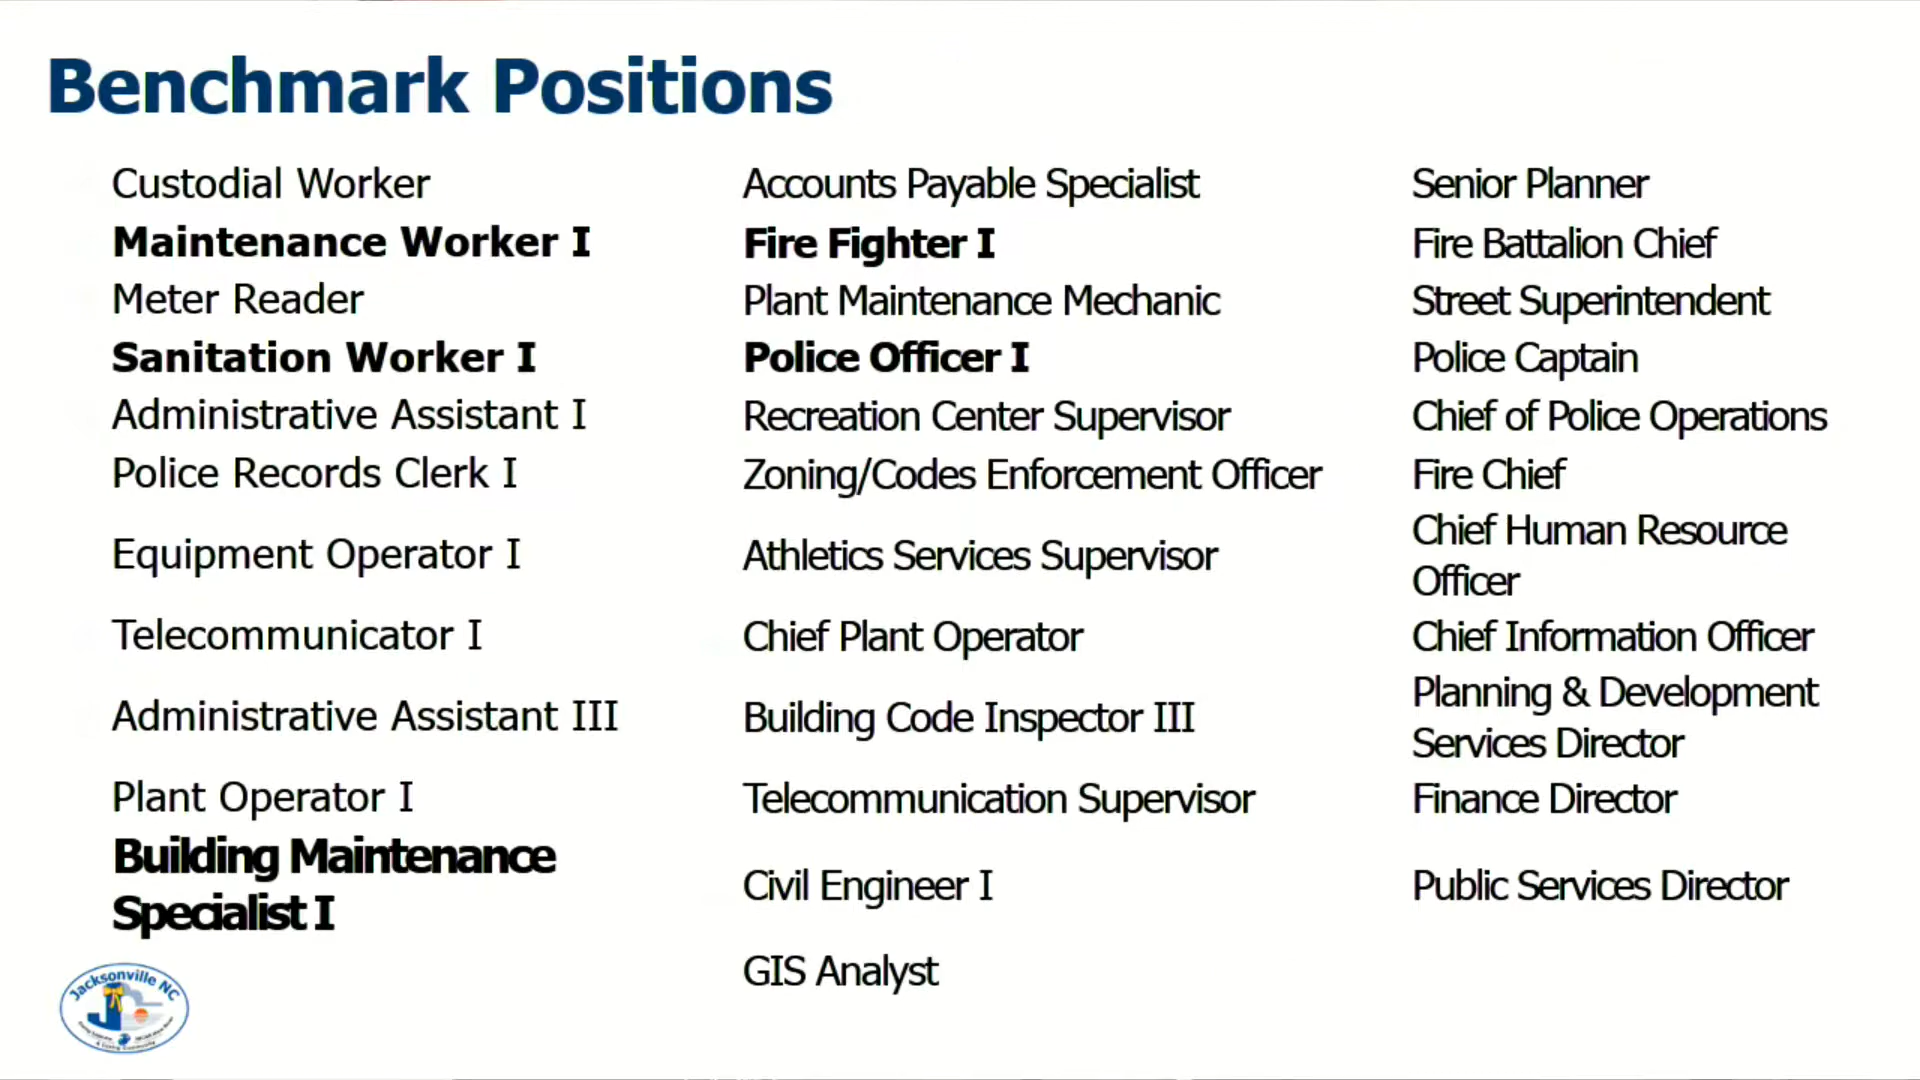 Benchmark Positions
Custodial Worker
Maintenance Worker I
Meter Reader
Sanitation Worker I
Administrative Assistant I
Police Records Clerk I
Equipment Operator I
Telecommunicator I
Administrative Assistant III
Plant Operator I
Building Maintenance
Specialist I
Accounts Payable Specialist
Fire Fighter I
Plant Maintenance Mechanic
Police Officer I
Recreation Center Supervisor
Zoning/Codes Enforcement Officer
Athletics Services Supervisor
Chief Plant Operator
Building Code Inspector III
Telecommunication Supervisor
Civil Engineer I
GIS Analyst
Senior Planner
Fire Battalion Chief
Street Superintendent
Police Captain
Chief of Police Operations
Fire Chief
Chief Human Resource
Officer
Chief Information Officer
Planning & Development
Services Director
Finance Director
Public Services Director
Jacksonville NC